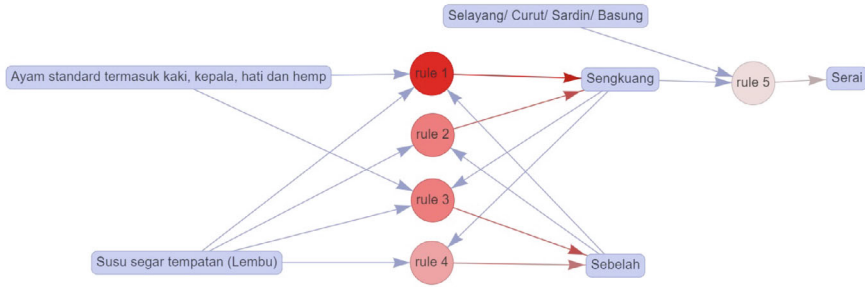 Selayang/ Curut/ Sardin/ Basung
Ayam standard termasuk kaki, kepala, hati dan hemp
rule 1
Sengkuang
rule 5
Serai
rule 2
rule 3
Susu segar tempatan (Lembu)
rule 4
Sebelah